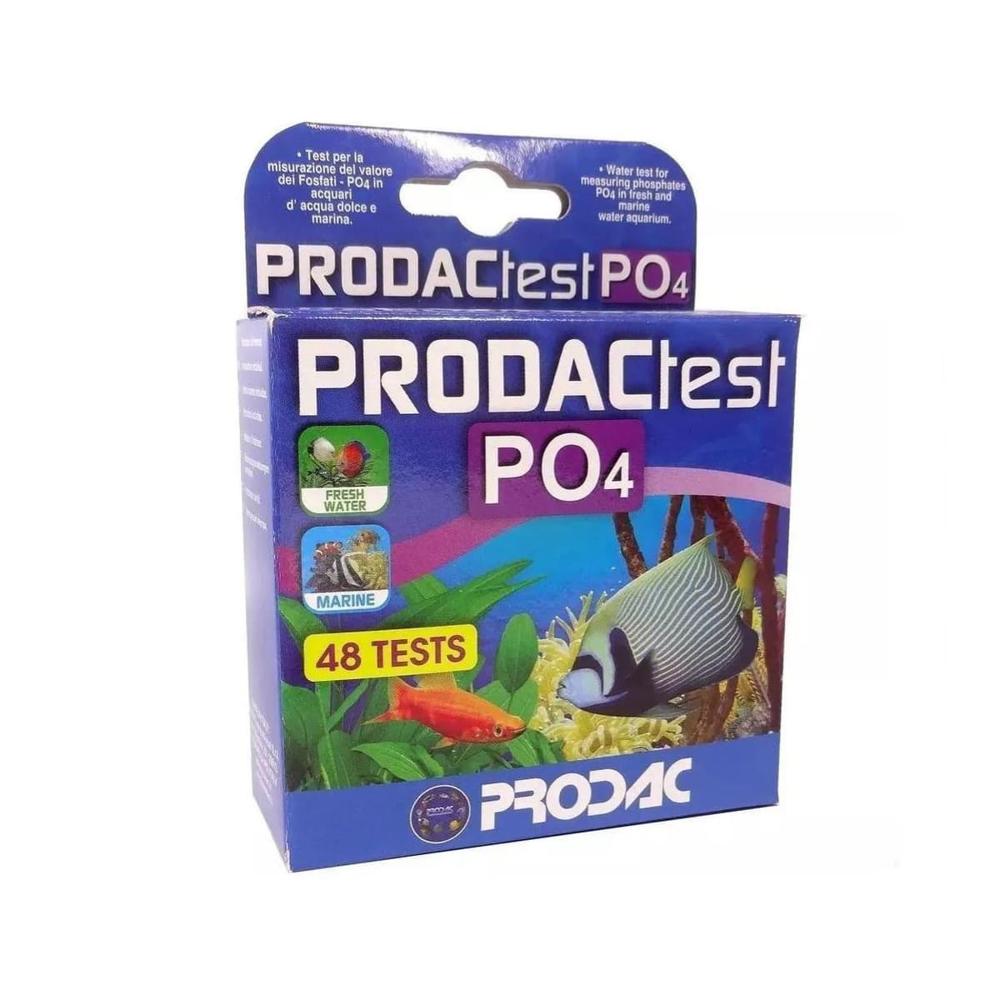 • Test per la
misurazione del valore
dei Fosfati - PO4 in
acquari
d' acqua dolce e
marina.
• Water test for
measuring phosphates
PO4 in fresh and
marine
water aquarium.
PRODACtest PO4
PRODACtest
PO4
FRESH
WATER
MARINE
48 TESTS
PRODAC
PRODAC